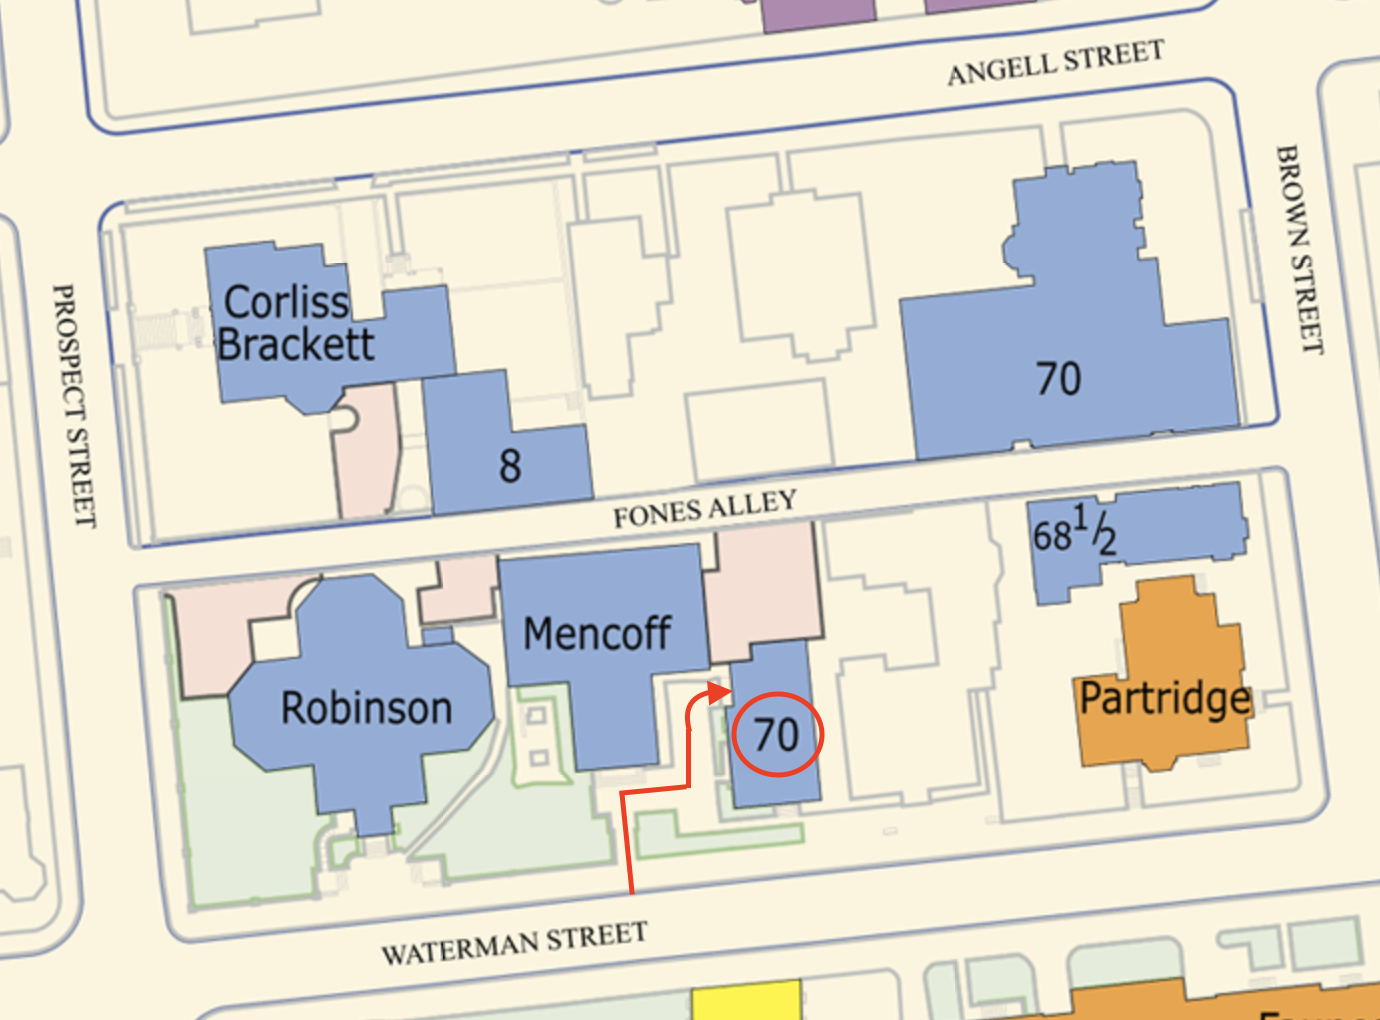 ANGELL STREET
BROWN STREET
PROSPECT STREET
Corliss
Brackett
70
8
FONES ALLEY
68 1/2
Mencoff
Robinson
Partridge
70
WATERMAN STREET